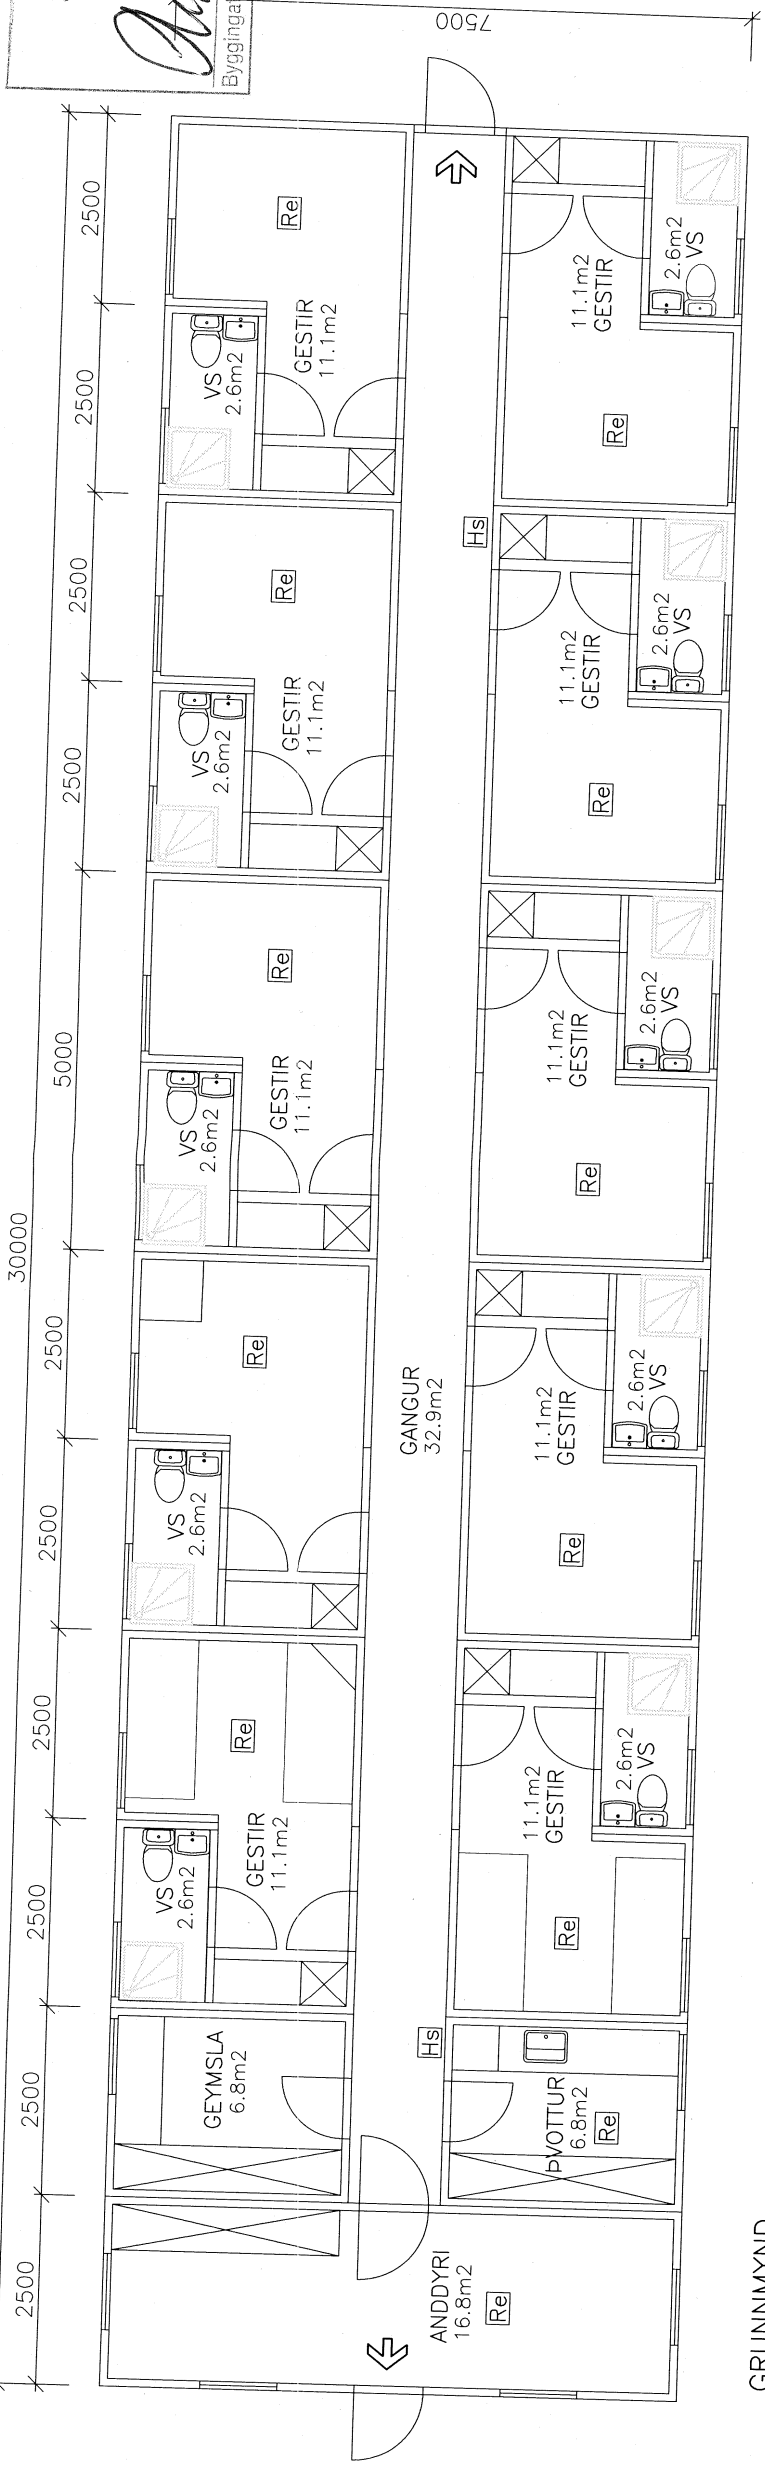 Byggingaf
7500
30000
2500
2500
2500
2500
5000
2500
2500
2500
2500
2500
2500
Re
GESTIR
11.1m2
VS
2.6m2
Re
GESTIR
11.1m2
VS
2.6m2
Re
GESTIR
11.1m2
VS
2.6m2
Re
VS
2.6m2
Re
GESTIR
11.1m2
VS
2.6m2
GEYMSLA
6.8m2
Hs
GANGUR
32.9m2
Hs
11.1m2
GESTIR
2.6m2
VS
Re
11.1m2
GESTIR
2.6m2
VS
Re
11.1m2
GESTIR
2.6m2
VS
Re
11.1m2
GESTIR
2.6m2
VS
Re
11.1m2
GESTIR
2.6m2
VS
Re
ÞVOTTUR
6.8m2
Re
ANDDYRI
16.8m2
Re
GRUNNMYND